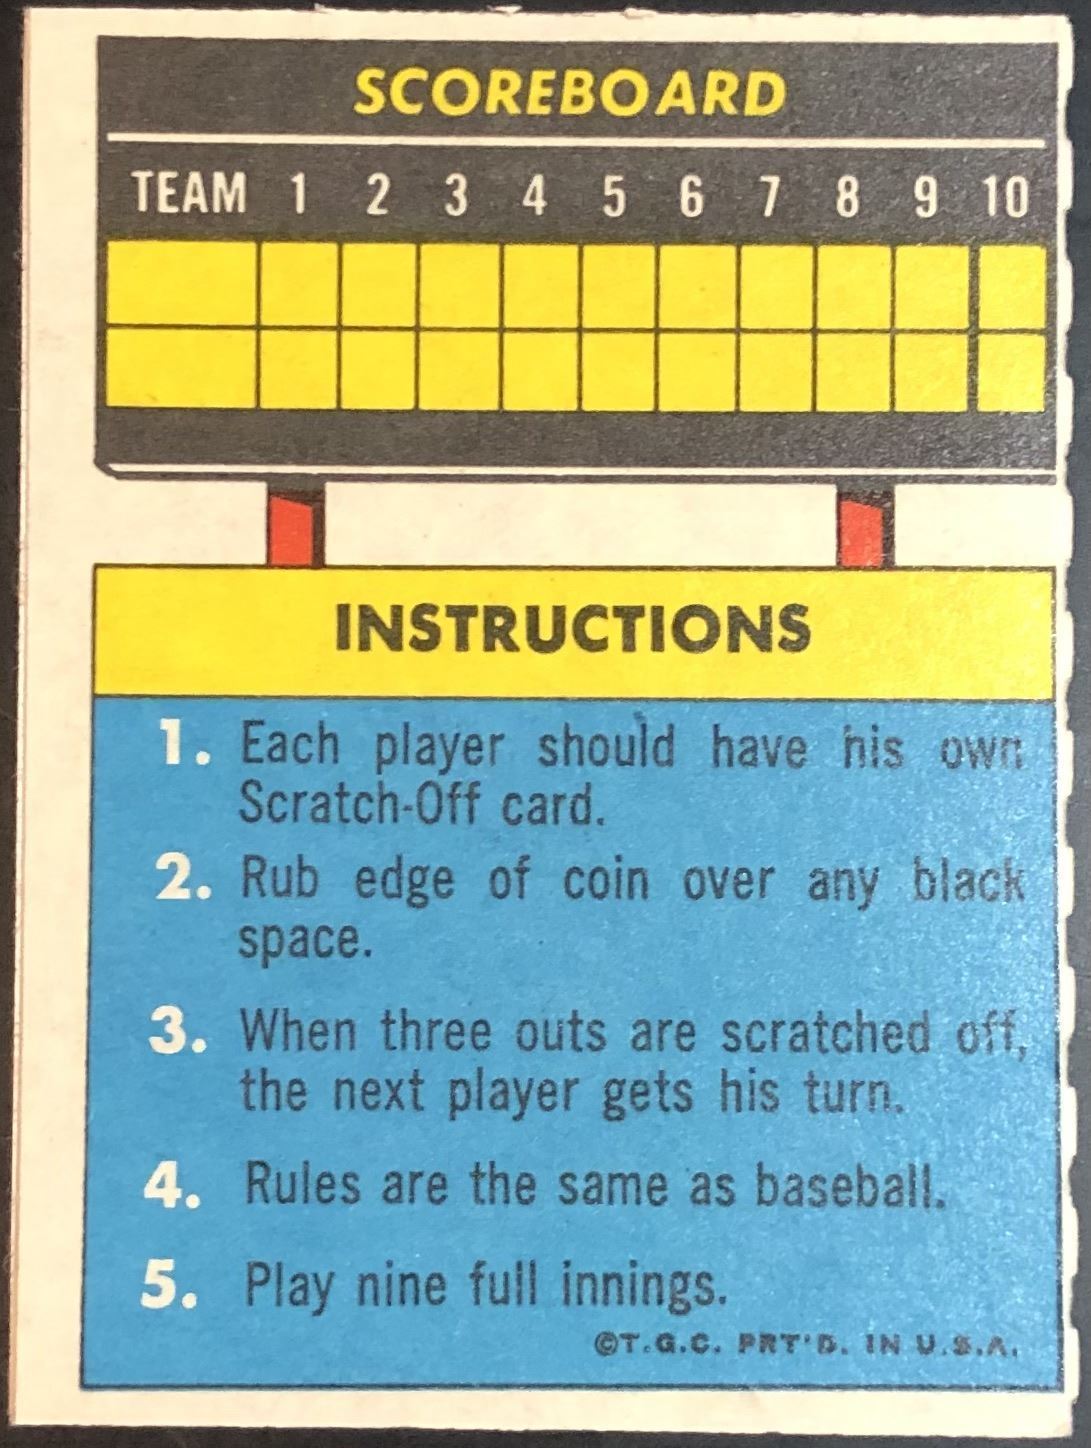 SCOREBOARD
TEAM 1 2 3 4 5 6 7 8 9 10
INSTRUCTIONS
1. Each player should have his own
Scratch-Off card.
2. Rub edge of coin over any black
space.
3. When three outs are scratched off,
the next player gets his turn.
4. Rules are the same as baseball.
5. Play nine full innings.
©T.G.C. PRT'D. IN U.S.A.